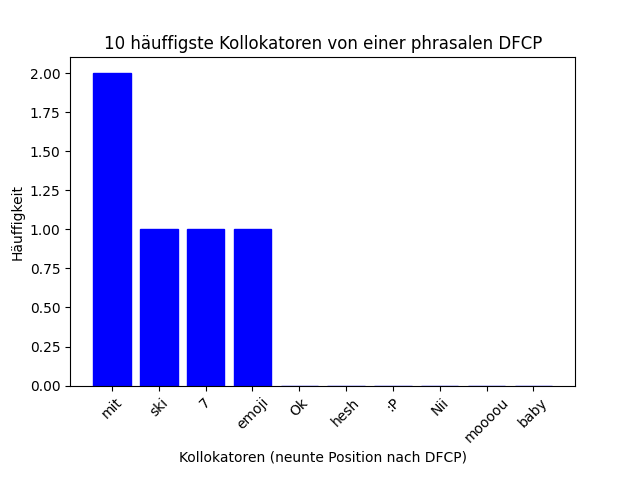 10 häuffigste Kollokatoren von einer phrasalen DFCP
Häuffigkeit
2.00
1.75
1.50
1.25
1.00
0.75
0.50
0.25
0.00
mit ski 7 emoji Ok hesh :P Nii moooou baby
Kollokatoren (neunte Position nach DFCP)